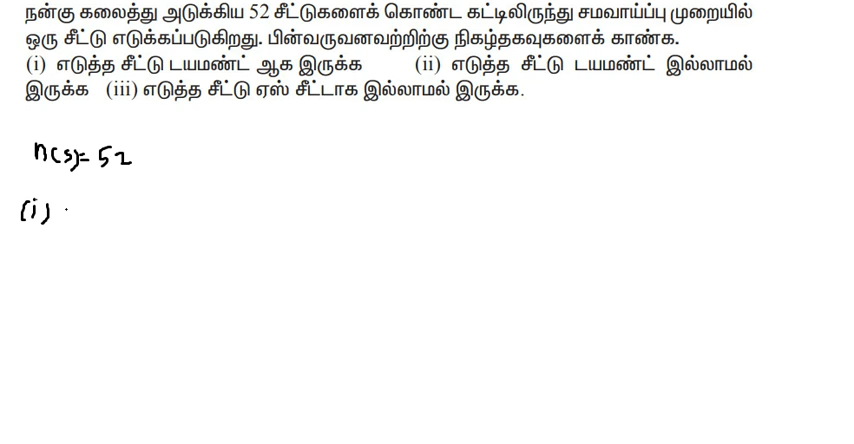 நன்கு கலைத்து அடுக்கிய 52 சீட்டுகளைக் கொண்ட கட்டிலிருந்து சமவாய்ப்பு முறையில்
ஒரு சீட்டு எடுக்கப்படுகிறது. பின்வருவனவற்றிற்கு நிகழ்தகவுகளைக் காண்க.
(i) எடுத்த சீட்டு டயமண்ட் ஆக இருக்க (ii) எடுத்த சீட்டு டயமண்ட் இல்லாமல்
இருக்க (iii) எடுத்த சீட்டு ஏஸ் சீட்டாக இல்லாமல் இருக்க.
n(s)= 52
(i)